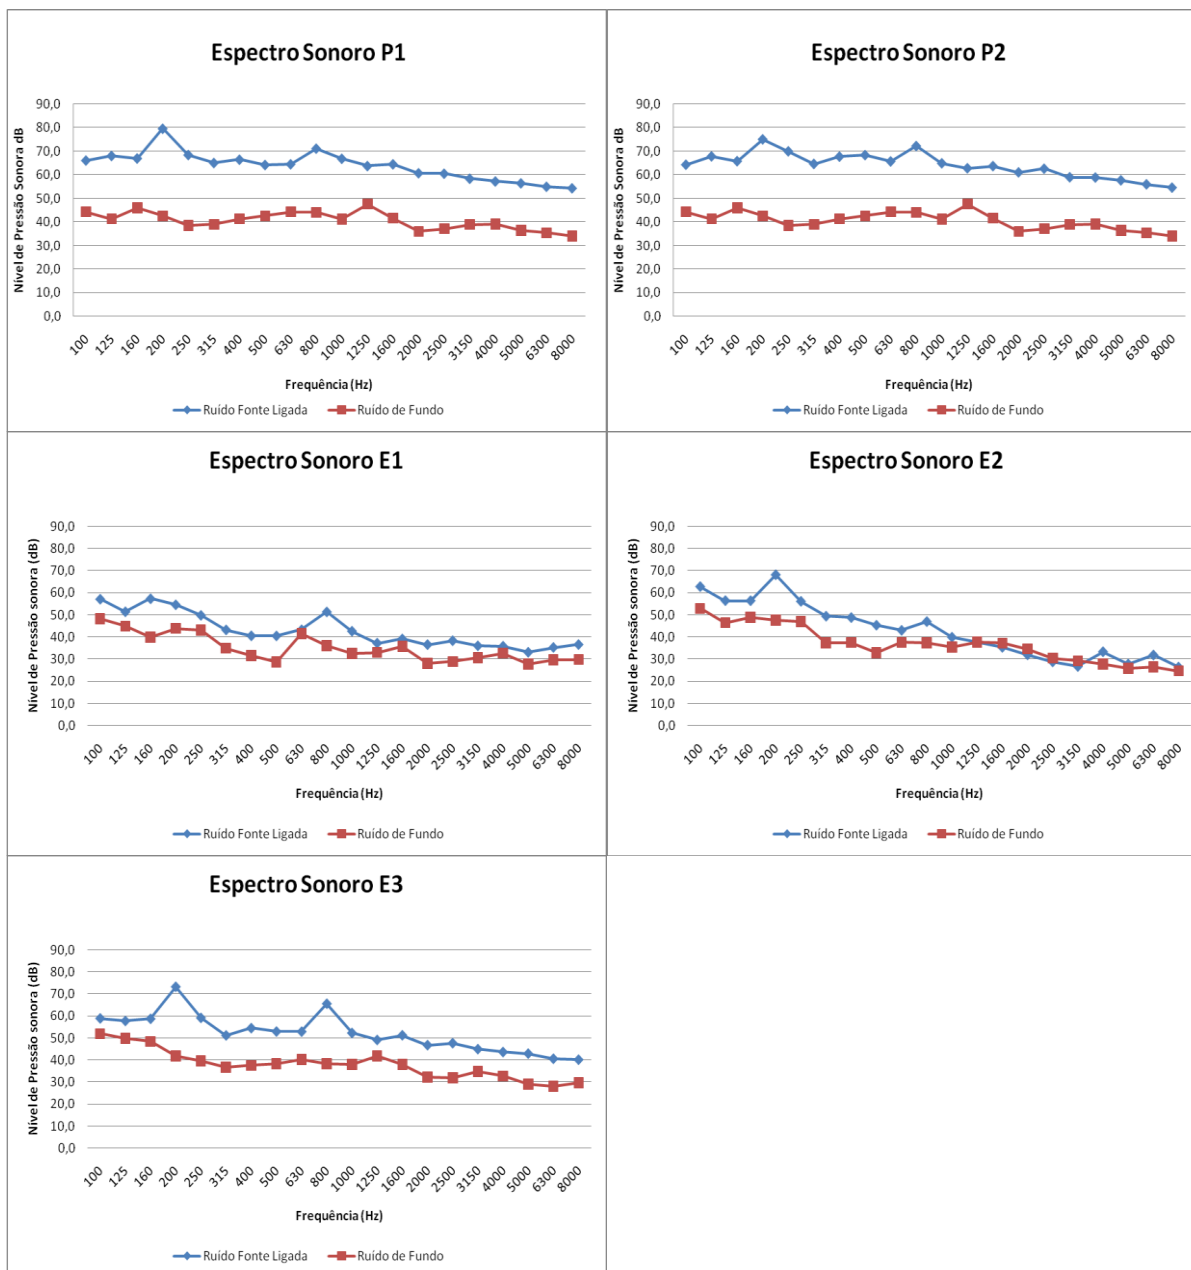 Espectro Sonoro P1
Nível de Pressão Sonora dB
90,0
80,0
70,0
60,0
50,0
40,0
30,0
20,0
10,0
0,0
100 125 160 200 250 315 400 500 630 800 1000 1250 1600 2000 2500 3150 4000 5000 6300 8000
Frequência (Hz)
Ruído Fonte Ligada Ruído de Fundo
Espectro Sonoro P2
Nível de Pressão Sonora dB
90,0
80,0
70,0
60,0
50,0
40,0
30,0
20,0
10,0
0,0
100 125 160 200 250 315 400 500 630 800 1000 1250 1600 2000 2500 3150 4000 5000 6300 8000
Frequência (Hz)
Ruído Fonte Ligada Ruído de Fundo
Espectro Sonoro E1
Nível de Pressão sonora (dB)
90,0
80,0
70,0
60,0
50,0
40,0
30,0
20,0
10,0
0,0
100 125 160 200 250 315 400 500 630 800 1000 1250 1600 2000 2500 3150 4000 5000 6300 8000
Frequência (Hz)
Ruído Fonte Ligada Ruído de Fundo
Espectro Sonoro E2
Nível de Pressão sonora (dB)
90,0
80,0
70,0
60,0
50,0
40,0
30,0
20,0
10,0
0,0
100 125 160 200 250 315 400 500 630 800 1000 1250 1600 2000 2500 3150 4000 5000 6300 8000
Frequência (Hz)
Ruído Fonte Ligada Ruído de Fundo
Espectro Sonoro E3
Nível de Pressão sonora (dB)
90,0
80,0
70,0
60,0
50,0
40,0
30,0
20,0
10,0
0,0
100 125 160 200 250 315 400 500 630 800 1000 1250 1600 2000 2500 3150 4000 5000 6300 8000
Frequência (Hz)
Ruído Fonte Ligada Ruído de Fundo